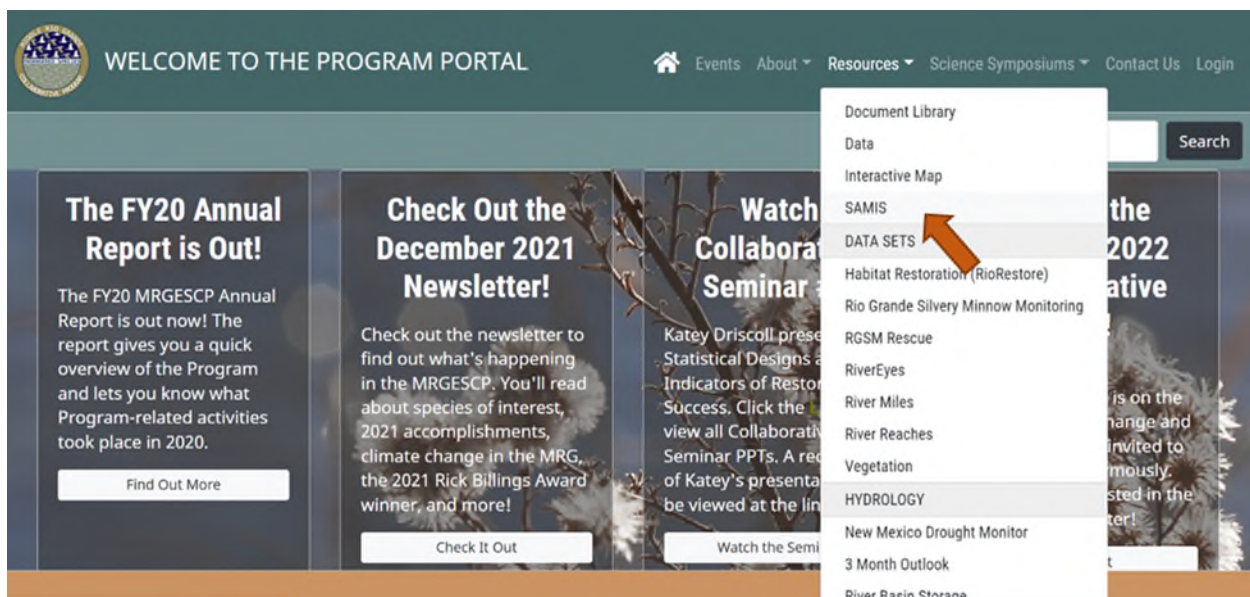 WELCOME TO THE PROGRAM PORTAL
Events About Resources Science Symposiums Contact Us Login
Search
Document Library
Data
Interactive Map
SAMIS
DATA SETS
Habitat Restoration (RioRestore)
Rio Grande Silvery Minnow Monitoring
RGSM Rescue
RiverEyes
River Miles
River Reaches
Vegetation
HYDROLOGY
New Mexico Drought Monitor
3 Month Outlook
River Basin Storage
The FY20 Annual
Report is Out!
The FY20 MRGESCP Annual
Report is out now! The
report gives you a quick
overview of the Program
and lets you know what
Program-related activities
took place in 2020.
Find Out More
Check Out the
December 2021
Newsletter!
Check out the newsletter to
find out what's happening
in the MRGESCP. You'll read
about species of interest,
2021 accomplishments,
climate change in the MRG,
the 2021 Rick Billings Award
winner, and more!
Check It Out
Watch
Collaborat
Seminar
Katey Driscoll prese
Statistical Designs
Indicators of Restor
Success. Click the
view all Collaborativ
Seminar PPTs. A rec
of Katey's presenta
be viewed at the lin
Watch the Semi
the
2022
ative
is on the
hange and
invited to
mously.
sted in the
ter!